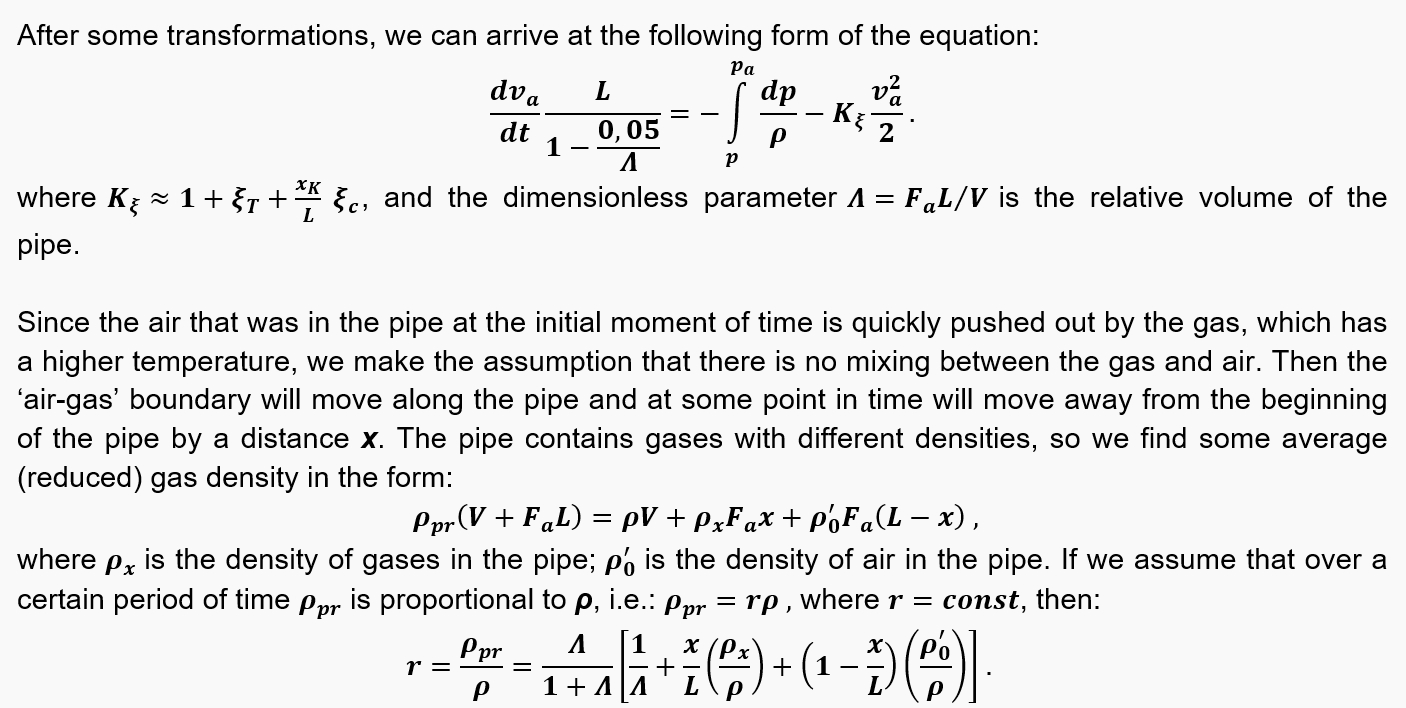 After some transformations, we can arrive at the following form of the equation:
$$\frac{dv_a}{dt}\frac{L}{1-\frac{0,05}{\Lambda}}=-\int_{p}^{p_a}\frac{dp}{\rho}-K_\xi\frac{v_a^2}{2}.$$
where $K_\xi \approx 1+\xi_T+\frac{x_K}{L}\xi_c$, and the dimensionless parameter $\Lambda = F_aL/V$ is the relative volume of the
pipe.
Since the air that was in the pipe at the initial moment of time is quickly pushed out by the gas, which has
a higher temperature, we make the assumption that there is no mixing between the gas and air. Then the
‘air-gas’ boundary will move along the pipe and at some point in time will move away from the beginning
of the pipe by a distance x. The pipe contains gases with different densities, so we find some average
(reduced) gas density in the form:
$$\rho_{pr}(V+F_aL)=\rho V+\rho_xF_ax+\rho_0'F_a(L-x),$$
where $\rho_x$ is the density of gases in the pipe; $\rho_0'$ is the density of air in the pipe. If we assume that over a
certain period of time $\rho_{pr}$ is proportional to ρ, i.e.: $\rho_{pr}=r\rho$, where $r=const$, then:
$$r=\frac{\rho_{pr}}{\rho}=\frac{\Lambda}{1+\Lambda}\left[\frac{1}{\Lambda}+\frac{x}{L}\left(\frac{\rho_x}{\rho}\right)+\left(1-\frac{x}{L}\right)\left(\frac{\rho_0'}{\rho}\right)\right].$$